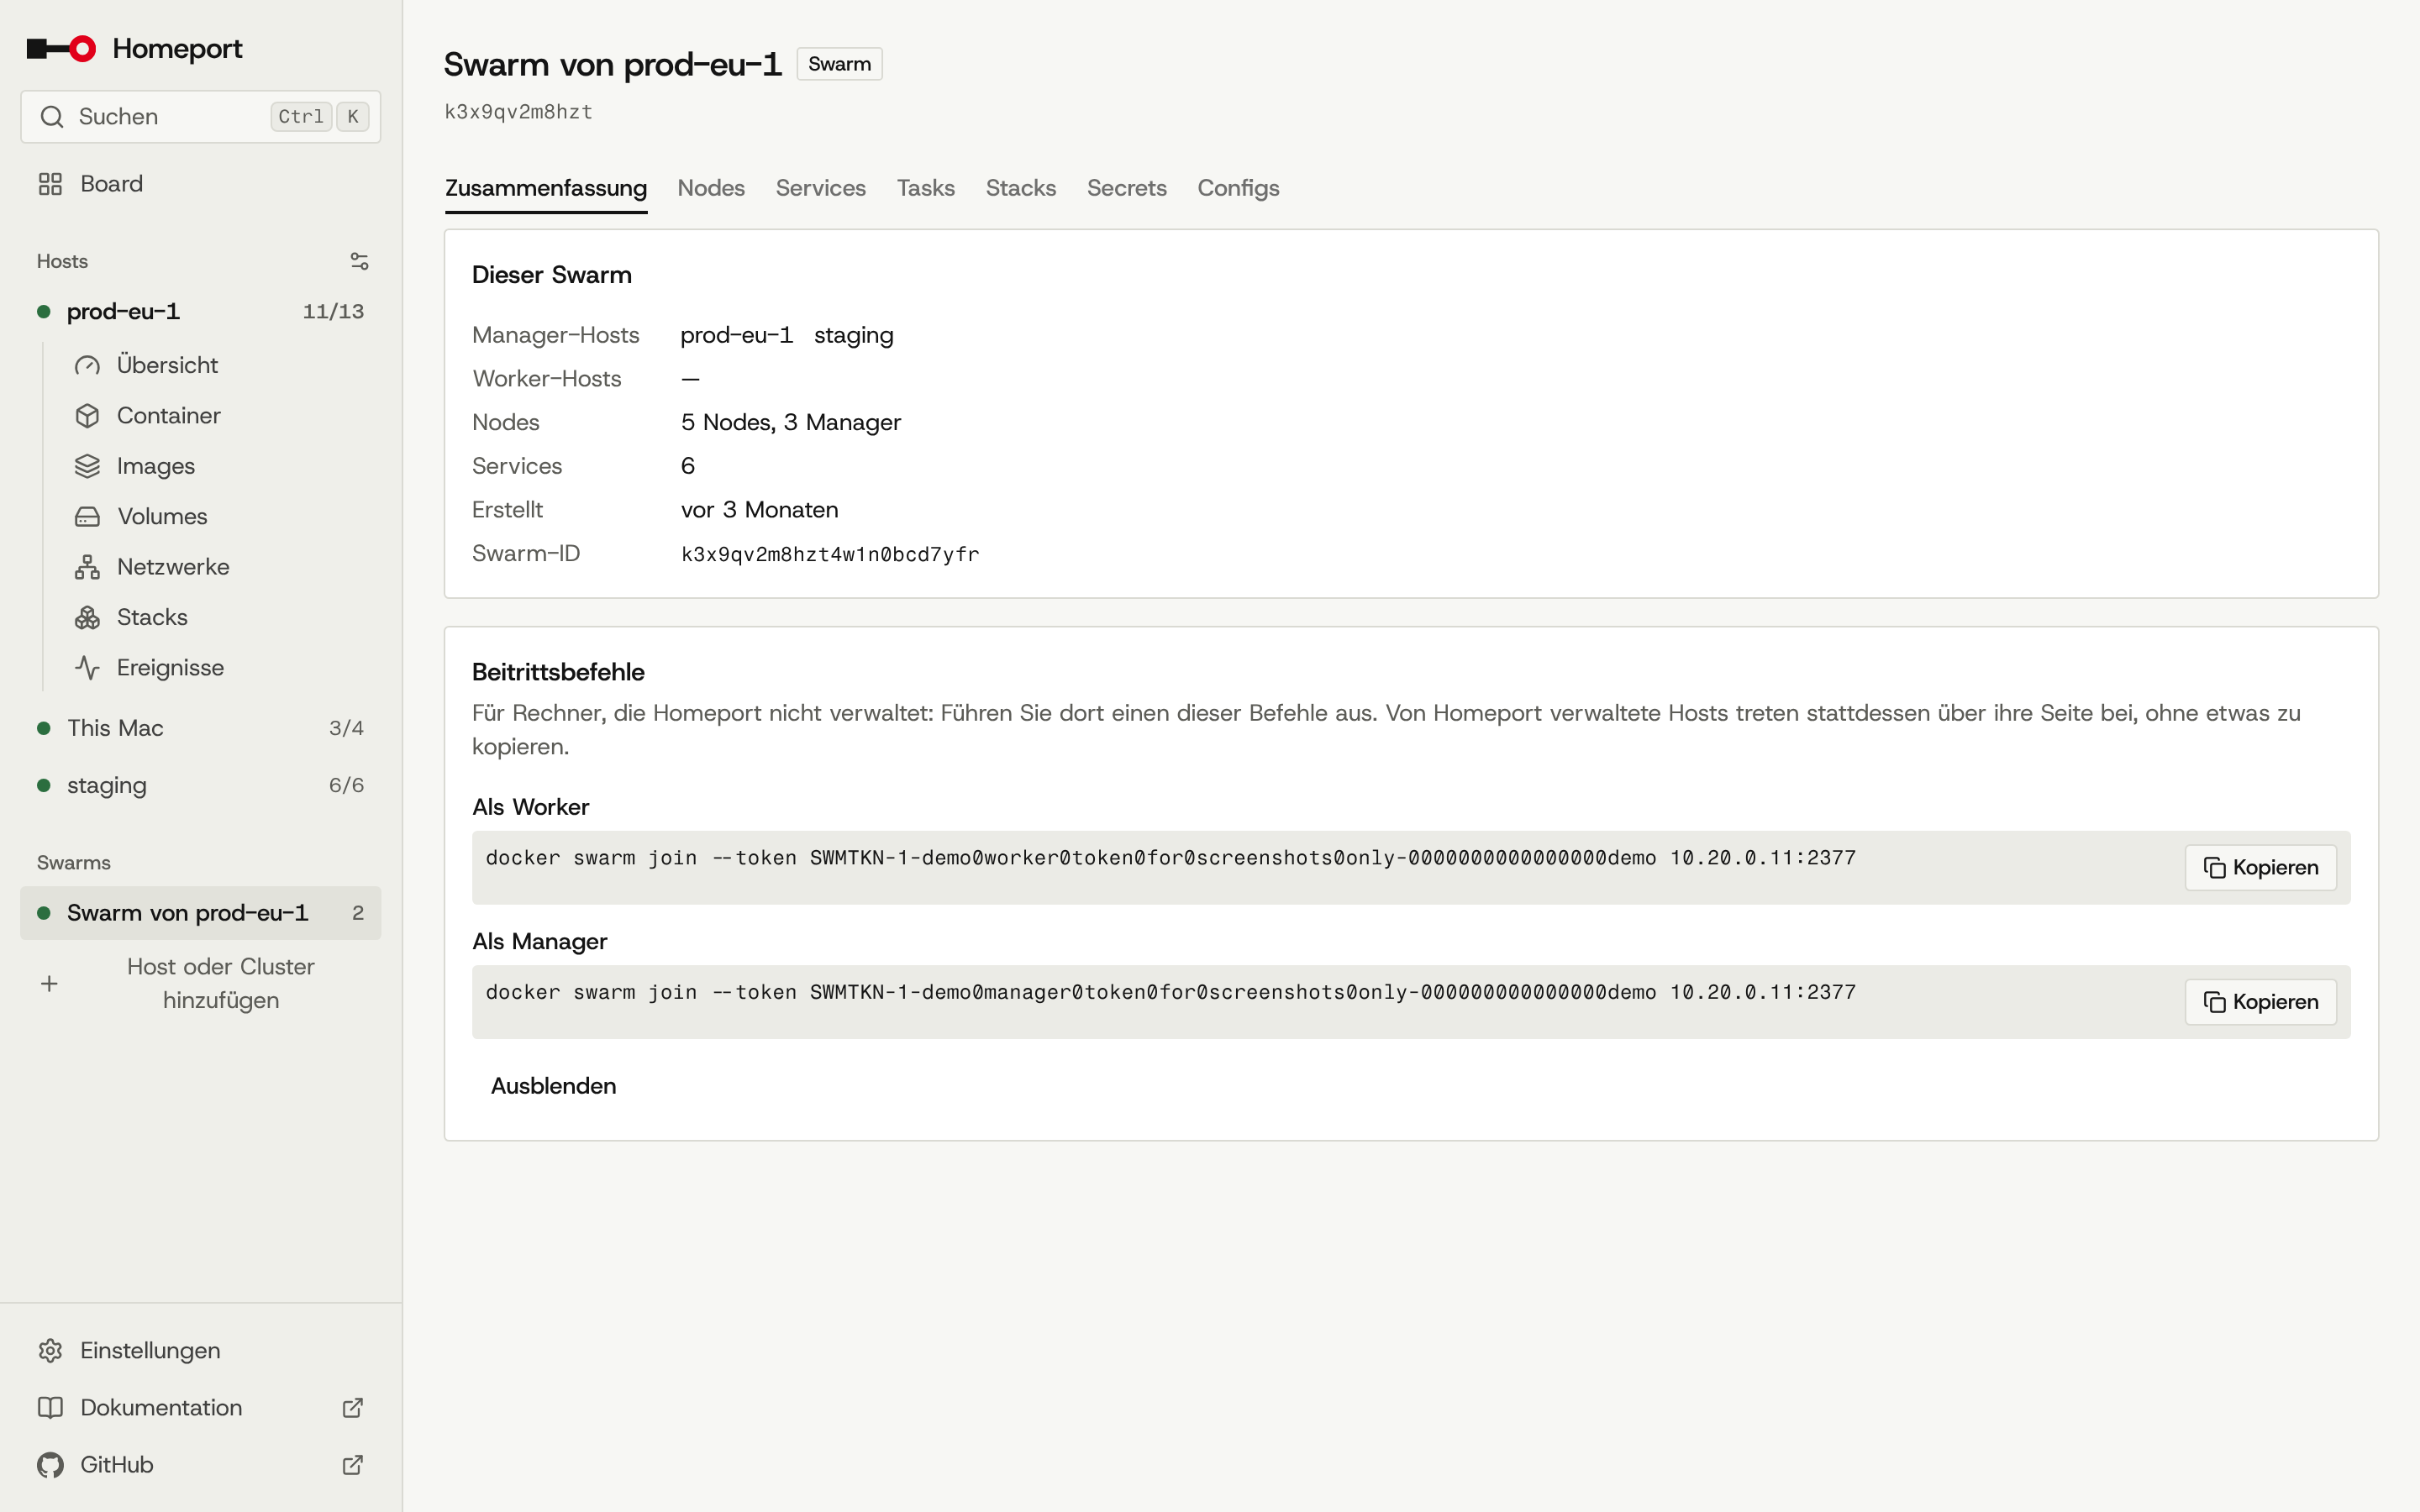 Homeport
Suchen Ctrl K
Board
Hosts
prod-eu-1 11/13
Übersicht
Container
Images
Volumes
Netzwerke
Stacks
Ereignisse
This Mac 3/4
staging 6/6
Swarms
Swarm von prod-eu-1 2
Host oder Cluster
hinzufügen
Einstellungen
Dokumentation
GitHub
Swarm von prod-eu-1 Swarm
k3x9qv2m8hzt
Zusammenfassung Nodes Services Tasks Stacks Secrets Configs
Dieser Swarm
Manager-Hosts prod-eu-1 staging
Worker-Hosts —
Nodes 5 Nodes, 3 Manager
Services 6
Erstellt vor 3 Monaten
Swarm-ID k3x9qv2m8hzt4w1n0bcd7yfr
Beitrittsbefehle
Für Rechner, die Homeport nicht verwaltet: Führen Sie dort einen dieser Befehle aus. Von Homeport verwaltete Hosts treten stattdessen über ihre Seite bei, ohne etwas zu
kopieren.
Als Worker
docker swarm join --token SWMTKN-1-demo0worker0token0for0screenshots0only-0000000000000000demo 10.20.0.11:2377
Kopieren
Als Manager
docker swarm join --token SWMTKN-1-demo0manager0token0for0screenshots0only-000000000000000demo 10.20.0.11:2377
Kopieren
Ausblenden